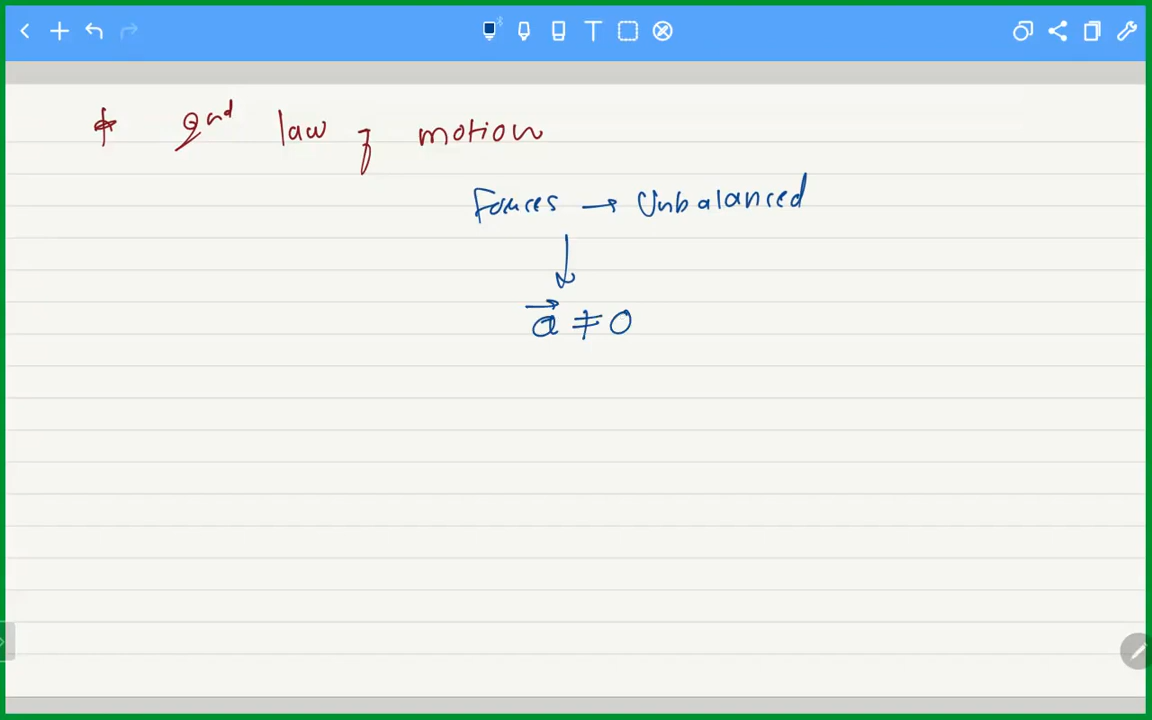 * 2nd law of motion
Forces → Unbalanced
↓
a⃗ ≠ 0